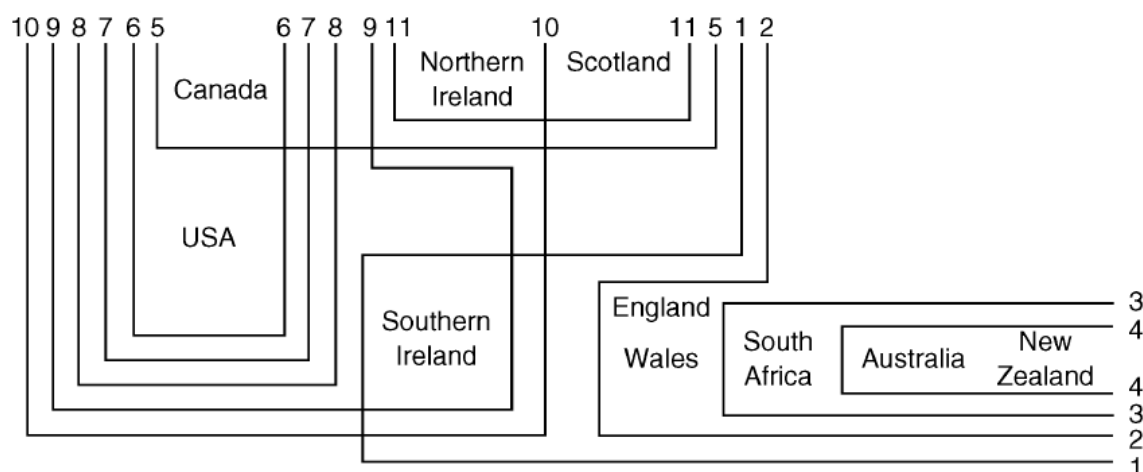 10 9 8 7 6 5 6 7 8 9 11 10 11 5 1 2
Northern Scotland
Ireland
Canada
USA
England
Southern
Ireland
Wales
South
Africa
Australia
New
Zealand
3
4
4
3
2
1